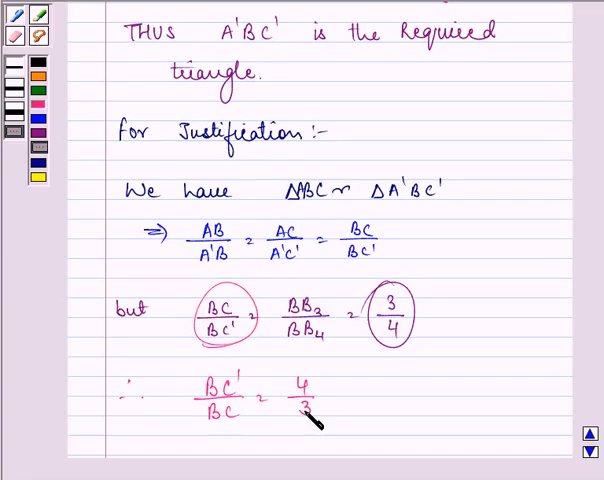 THUS A'BC' is the Required
triangle.
For Justification:-
We have ΔABC ~ ΔA'BC'
⇒ AB/A'B = AC/A'C' = BC/BC'
but BC/BC' = BB₃/BB₄ = 3/4
∴ BC'/BC = 4/3